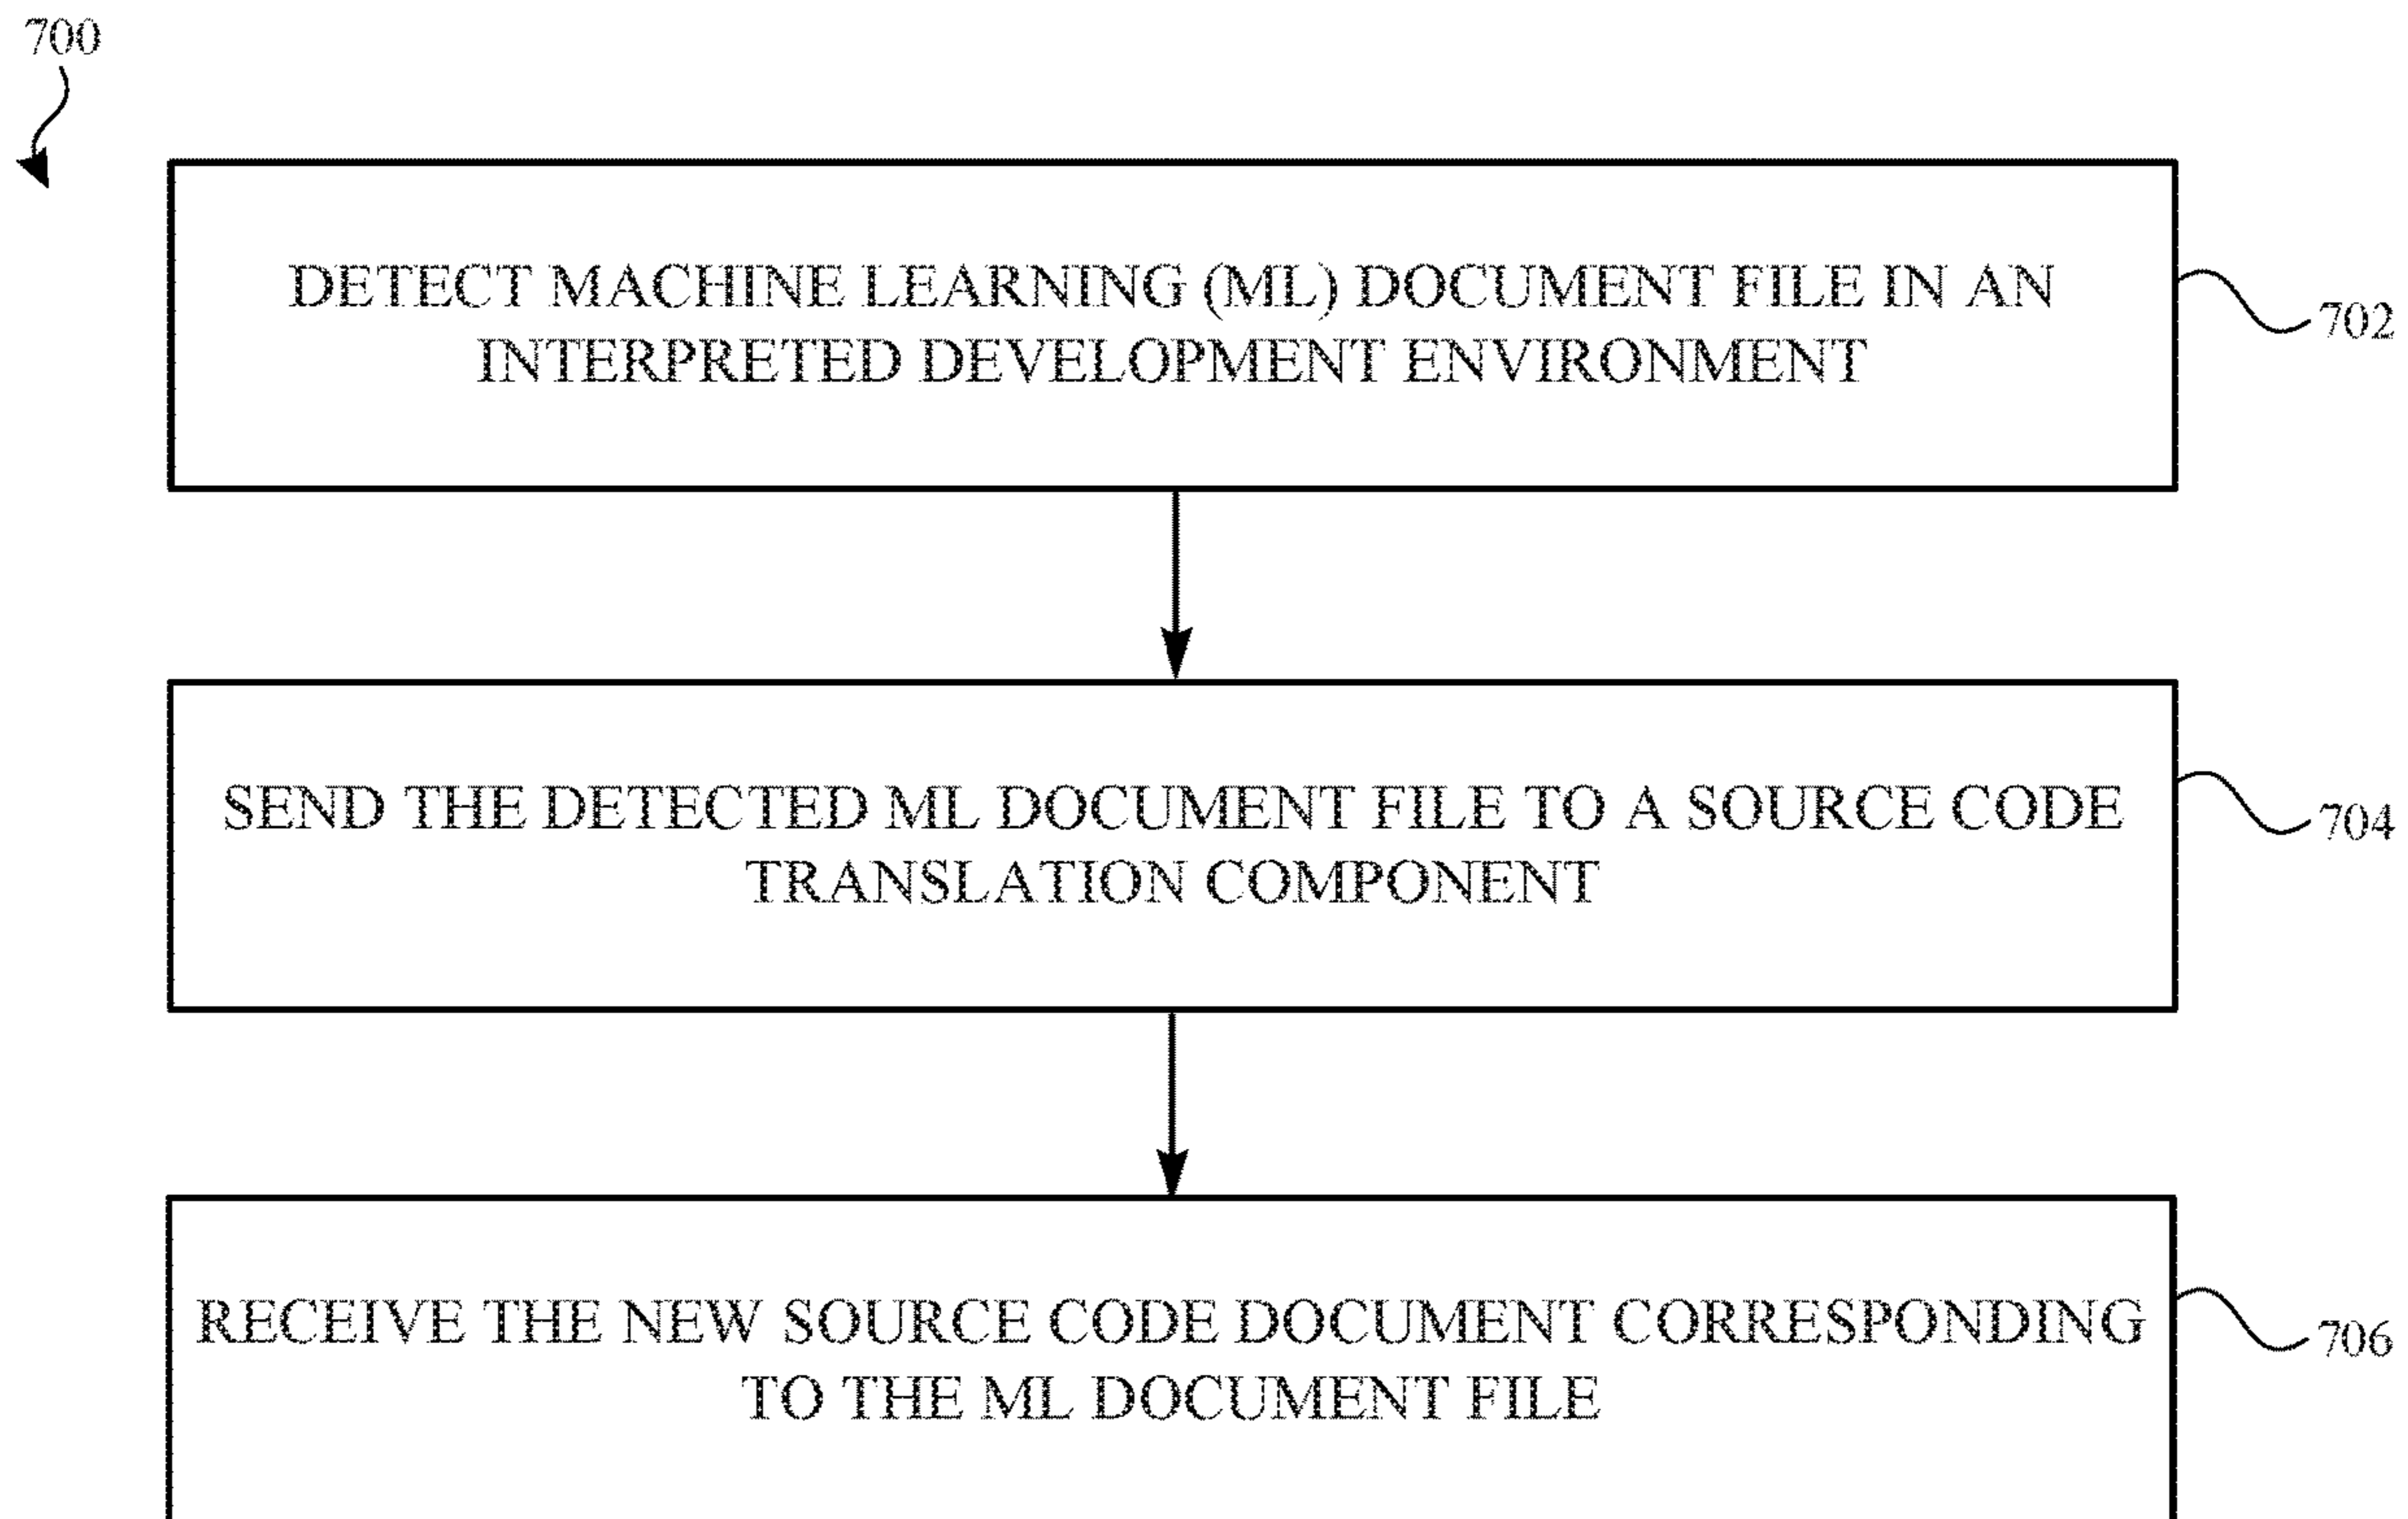 700
DETECT MACHINE LEARNING (ML) DOCUMENT FILE IN AN
INTERPRETED DEVELOPMENT ENVIRONMENT
702
SEND THE DETECTED ML DOCUMENT FILE TO A SOURCE CODE
TRANSLATION COMPONENT
704
RECEIVE THE NEW SOURCE CODE DOCUMENT CORRESPONDING
TO THE ML DOCUMENT FILE
706